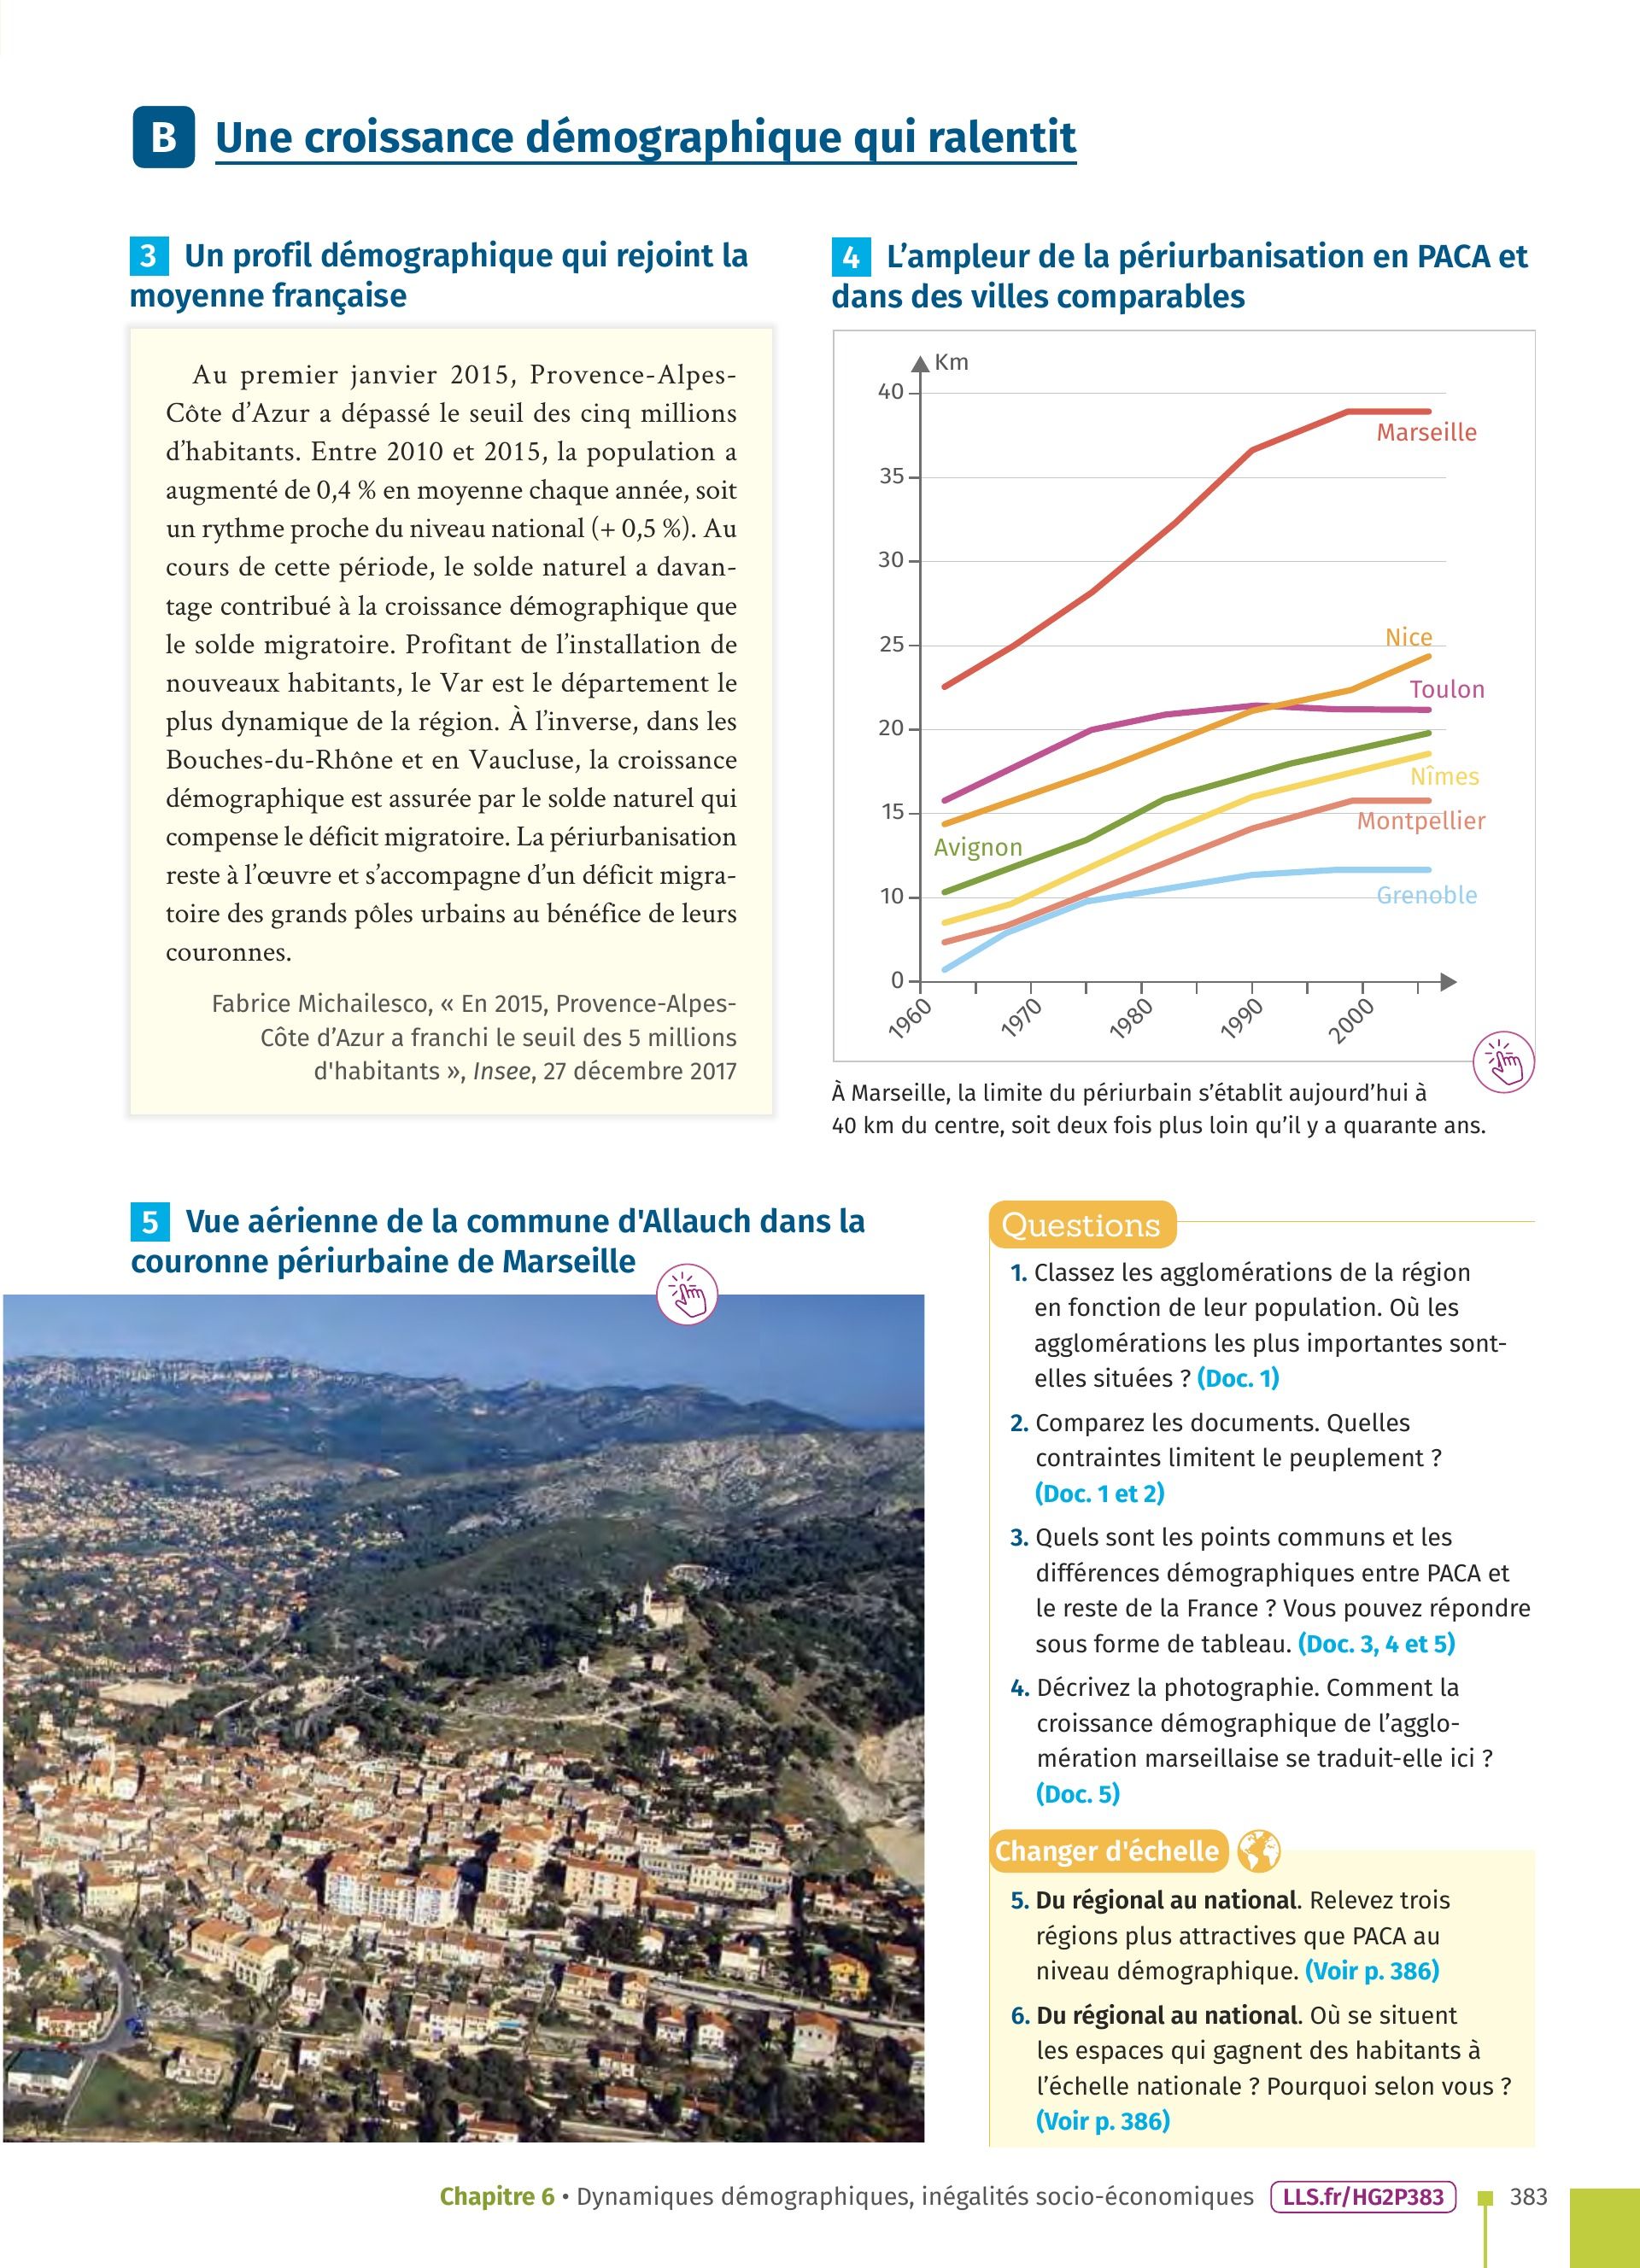 B Une croissance démographique qui ralentit
3 Un profil démographique qui rejoint la
moyenne française
Au premier janvier 2015, Provence-Alpes-
Côte d’Azur a dépassé le seuil des cinq millions
d’habitants. Entre 2010 et 2015, la population a
augmenté de 0,4 % en moyenne chaque année, soit
un rythme proche du niveau national (+ 0,5 %). Au
cours de cette période, le solde naturel a davan-
tage contribué à la croissance démographique que
le solde migratoire. Profitant de l’installation de
nouveaux habitants, le Var est le département le
plus dynamique de la région. À l’inverse, dans les
Bouches-du-Rhône et en Vaucluse, la croissance
démographique est assurée par le solde naturel qui
compense le déficit migratoire. La périurbanisation
reste à l’œuvre et s’accompagne d’un déficit migra-
toire des grands pôles urbains au bénéfice de leurs
couronnes.
Fabrice Michailesco, « En 2015, Provence-Alpes-
Côte d’Azur a franchi le seuil des 5 millions
d'habitants », Insee, 27 décembre 2017
4 L’ampleur de la périurbanisation en PACA et
dans des villes comparables
Km
40
Marseille
35
30
25
Nice
Toulon
20
Nîmes
15
Montpellier
Avignon
10
Grenoble
0
1960 1970 1980 1990 2000
À Marseille, la limite du périurbain s’établit aujourd’hui à
40 km du centre, soit deux fois plus loin qu’il y a quarante ans.
5 Vue aérienne de la commune d'Allauch dans la
couronne périurbaine de Marseille
Questions
1. Classez les agglomérations de la région
en fonction de leur population. Où les
agglomérations les plus importantes sont-
elles situées ? (Doc. 1)
2. Comparez les documents. Quelles
contraintes limitent le peuplement ?
(Doc. 1 et 2)
3. Quels sont les points communs et les
différences démographiques entre PACA et
le reste de la France ? Vous pouvez répondre
sous forme de tableau. (Doc. 3, 4 et 5)
4. Décrivez la photographie. Comment la
croissance démographique de l’agglo-
mération marseillaise se traduit-elle ici ?
(Doc. 5)
Changer d'échelle
5. Du régional au national. Relevez trois
régions plus attractives que PACA au
niveau démographique. (Voir p. 386)
6. Du régional au national. Où se situent
les espaces qui gagnent des habitants à
l’échelle nationale ? Pourquoi selon vous ?
(Voir p. 386)
Chapitre 6 • Dynamiques démographiques, inégalités socio-économiques LLS.fr/HG2P383 383